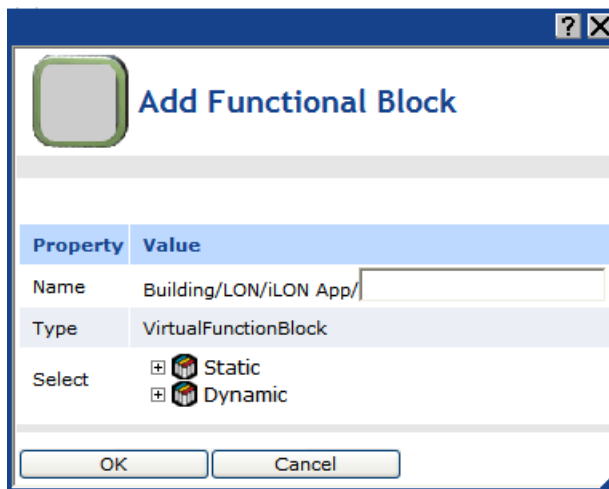 ?
Add Functional Block
Property Value
Name Building/LON/iLON App/
Type VirtualFunctionBlock
Select
Static
Dynamic
OK Cancel